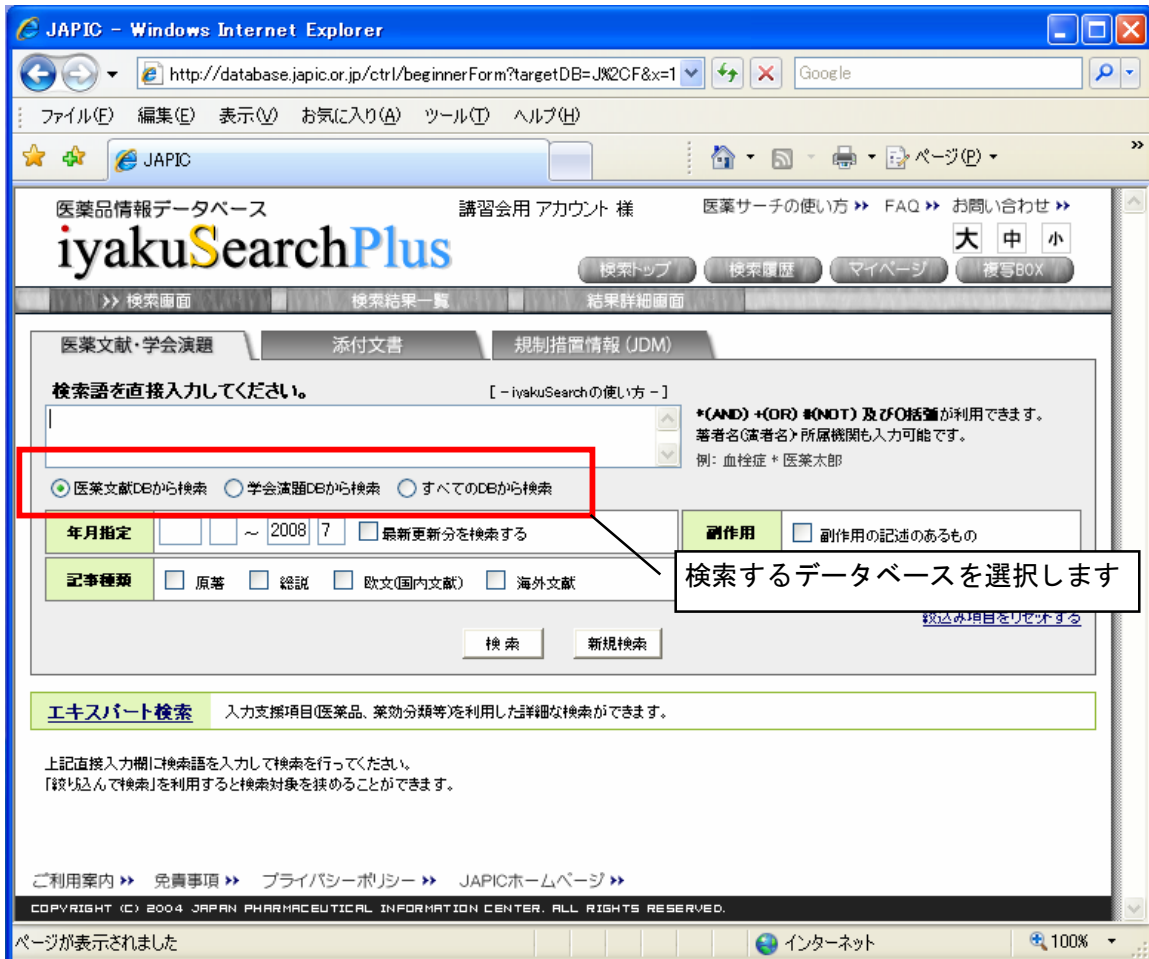 JAPIC - Windows Internet Explorer
http://database.japic.or.jp/ctrl/beginnerForm?targetDB=J%2CF&x=1
Google
ファイル(F) 編集(E) 表示(V) お気に入り(A) ツール(T) ヘルプ(H)
JAPIC
ページ(P)
医薬品情報データベース
講習会用 アカウント 様
医薬サーチの使い方 FAQ お問い合わせ
iyakuSearchPlus
大 中 小
検索トップ 検索履歴 マイページ 複写BOX
>> 検索画面 検索結果一覧 結果詳細画面
医薬文献・学会演題 添付文書 規制措置情報 (JDM)
検索語を直接入力してください。 [ - iyakuSearchの使い方 - ]
*(AND) +(OR) #(NOT) 及び()括弧が利用できます。
著者名(演者名)・所属機関も入力可能です。
例: 血栓症 * 医薬太郎
医薬文献DBから検索 学会演題DBから検索 すべてのDBから検索
年月指定 ~ 2008 7 最新更新分を検索する 副作用 副作用の記述のあるもの
検索するデータベースを選択します
記事種類 原著 総説 欧文(国内文献) 海外文献
絞込み項目をリセットする
検 索 新規検索
エキスパート検索 入力支援項目(医薬品、薬効分類等)を利用した詳細な検索ができます。
上記直接入力欄に検索語を入力して検索を行ってください。
「絞り込んで検索」を利用すると検索対象を狭めることができます。
ご利用案内 免責事項 プライバシーポリシー JAPICホームページ
COPYRIGHT (C) 2004 JAPAN PHARMACEUTICAL INFORMATION CENTER. ALL RIGHTS RESERVED.
ページが表示されました インターネット 100%